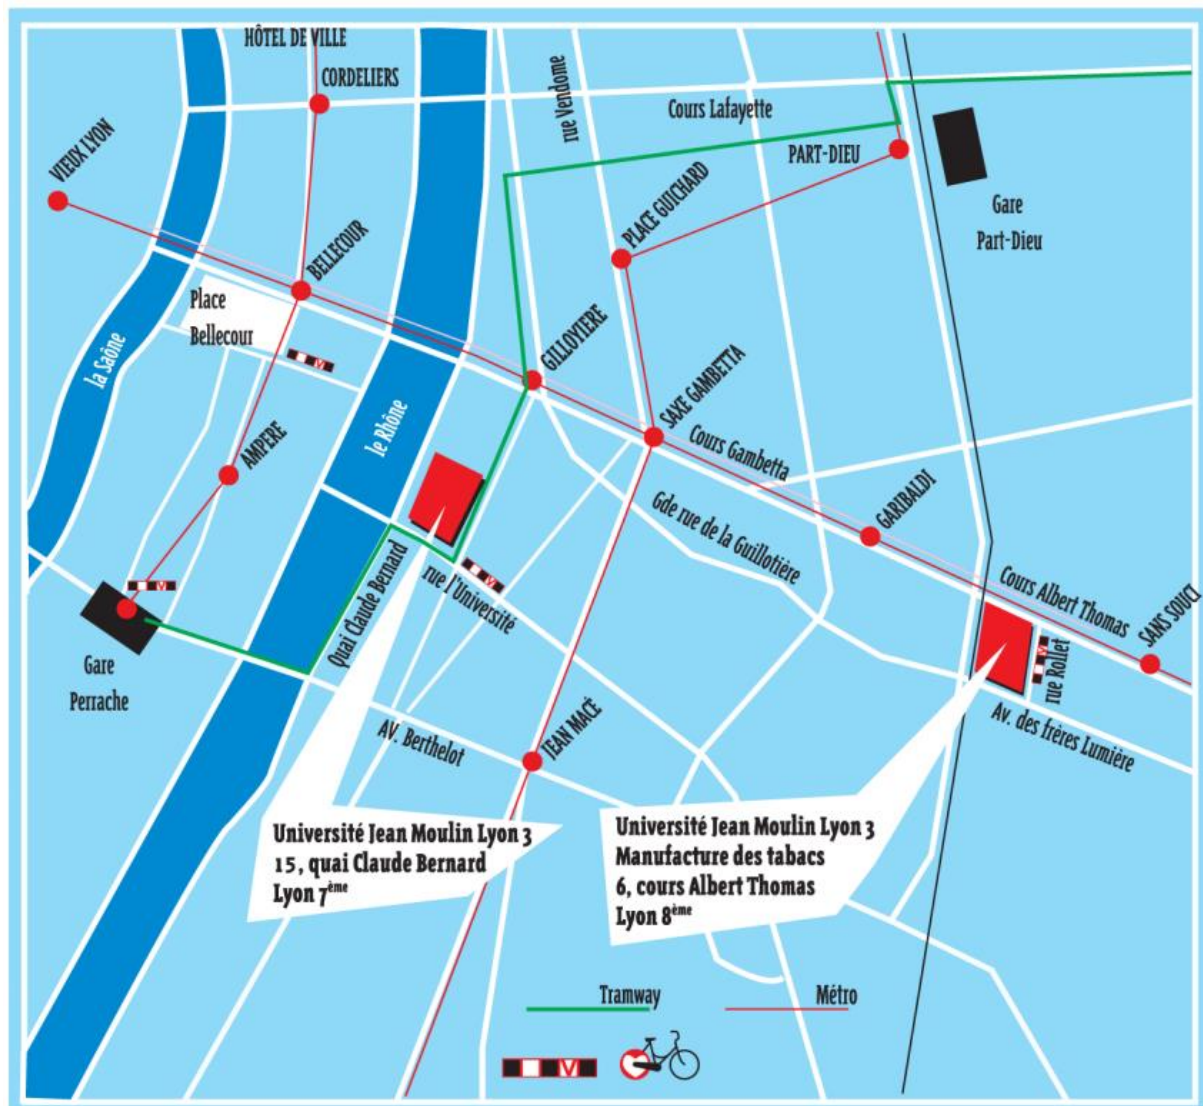 HÔTEL DE VILLE
CORDELIERS
rue Vendome
Cours Lafayette
VIEUX LYON
PART-DIEU
PLACE GUICHARD
Gare
Part-Dieu
BELLECOUR
Place
Bellecour
la Saône
GILLOYIERE
SAXE GAMBETTA
le Rhône
Cours Gambetta
AMPERE
GARIBALDI
Gde rue de la Guillotière
Quai Claude Bernard
rue l'Université
Cours Albert Thomas
SANS SOUCI
rue Rollet
Gare
Perrache
Av. des frères Lumière
AV. Berthelot
JEAN MACÉ
Université Jean Moulin Lyon 3
15, quai Claude Bernard
Lyon 7ème
Université Jean Moulin Lyon 3
Manufacture des tabacs
6, cours Albert Thomas
Lyon 8ème
Tramway
Métro
V